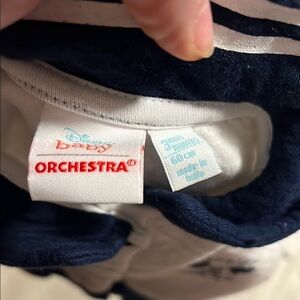 Disney
baby
ORCHESTRA®
3 mois
months
60 cm
made in
India